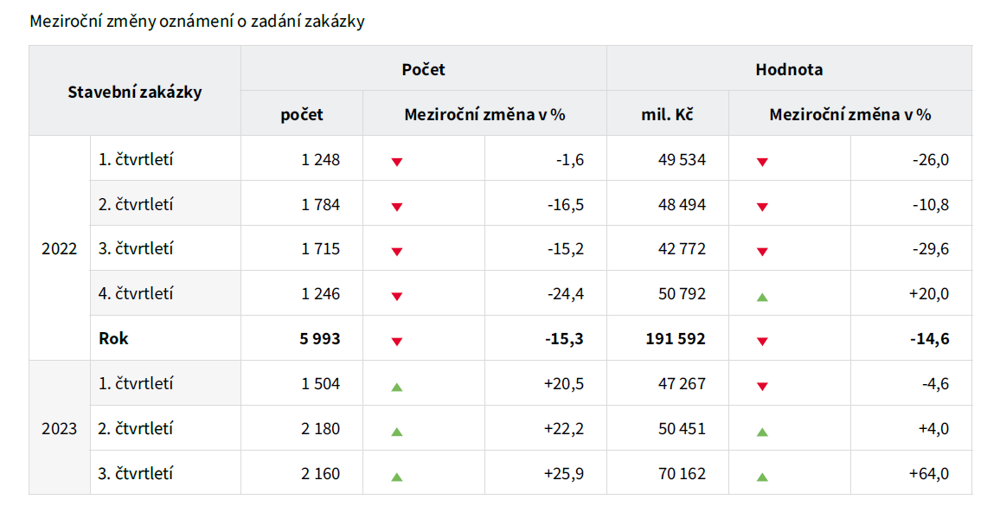 Meziroční změny oznámení o zadání zakázky
Stavební zakázky Počet Hodnota
počet Meziroční změna v % mil. Kč Meziroční změna v %
2022 1. čtvrtletí 1 248 ▼ -1,6 49 534 ▼ -26,0
2. čtvrtletí 1 784 ▼ -16,5 48 494 ▼ -10,8
3. čtvrtletí 1 715 ▼ -15,2 42 772 ▼ -29,6
4. čtvrtletí 1 246 ▼ -24,4 50 792 ▲ +20,0
Rok 5 993 ▼ -15,3 191 592 ▼ -14,6
2023 1. čtvrtletí 1 504 ▲ +20,5 47 267 ▼ -4,6
2. čtvrtletí 2 180 ▲ +22,2 50 451 ▲ +4,0
3. čtvrtletí 2 160 ▲ +25,9 70 162 ▲ +64,0